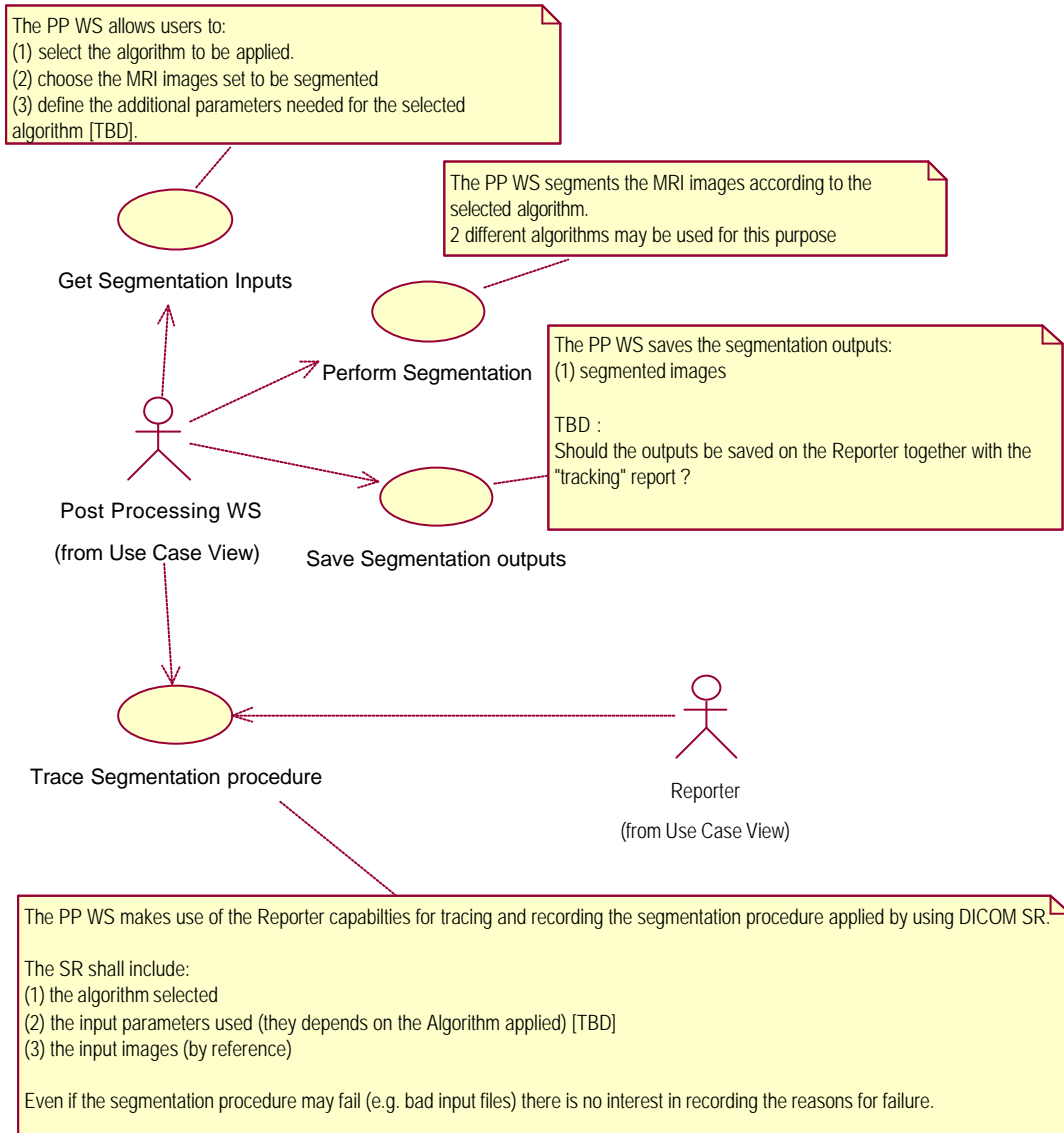 The PP WS allows users to:
(1) select the algorithm to be applied.
(2) choose the MRI images set to be segmented
(3) define the additional parameters needed for the selected
algorithm [TBD].
The PP WS segments the MRI images according to the
selected algorithm.
2 different algorithms may be used for this purpose
Get Segmentation Inputs
The PP WS saves the segmentation outputs:
(1) segmented images
TBD :
Should the outputs be saved on the Reporter together with the
"tracking" report ?
Perform Segmentation
Post Processing WS
(from Use Case View)
Save Segmentation outputs
Trace Segmentation procedure
Reporter
(from Use Case View)
The PP WS makes use of the Reporter capabilties for tracing and recording the segmentation procedure applied by using DICOM SR.
The SR shall include:
(1) the algorithm selected
(2) the input parameters used (they depends on the Algorithm applied) [TBD]
(3) the input images (by reference)
Even if the segmentation procedure may fail (e.g. bad input files) there is no interest in recording the reasons for failure.